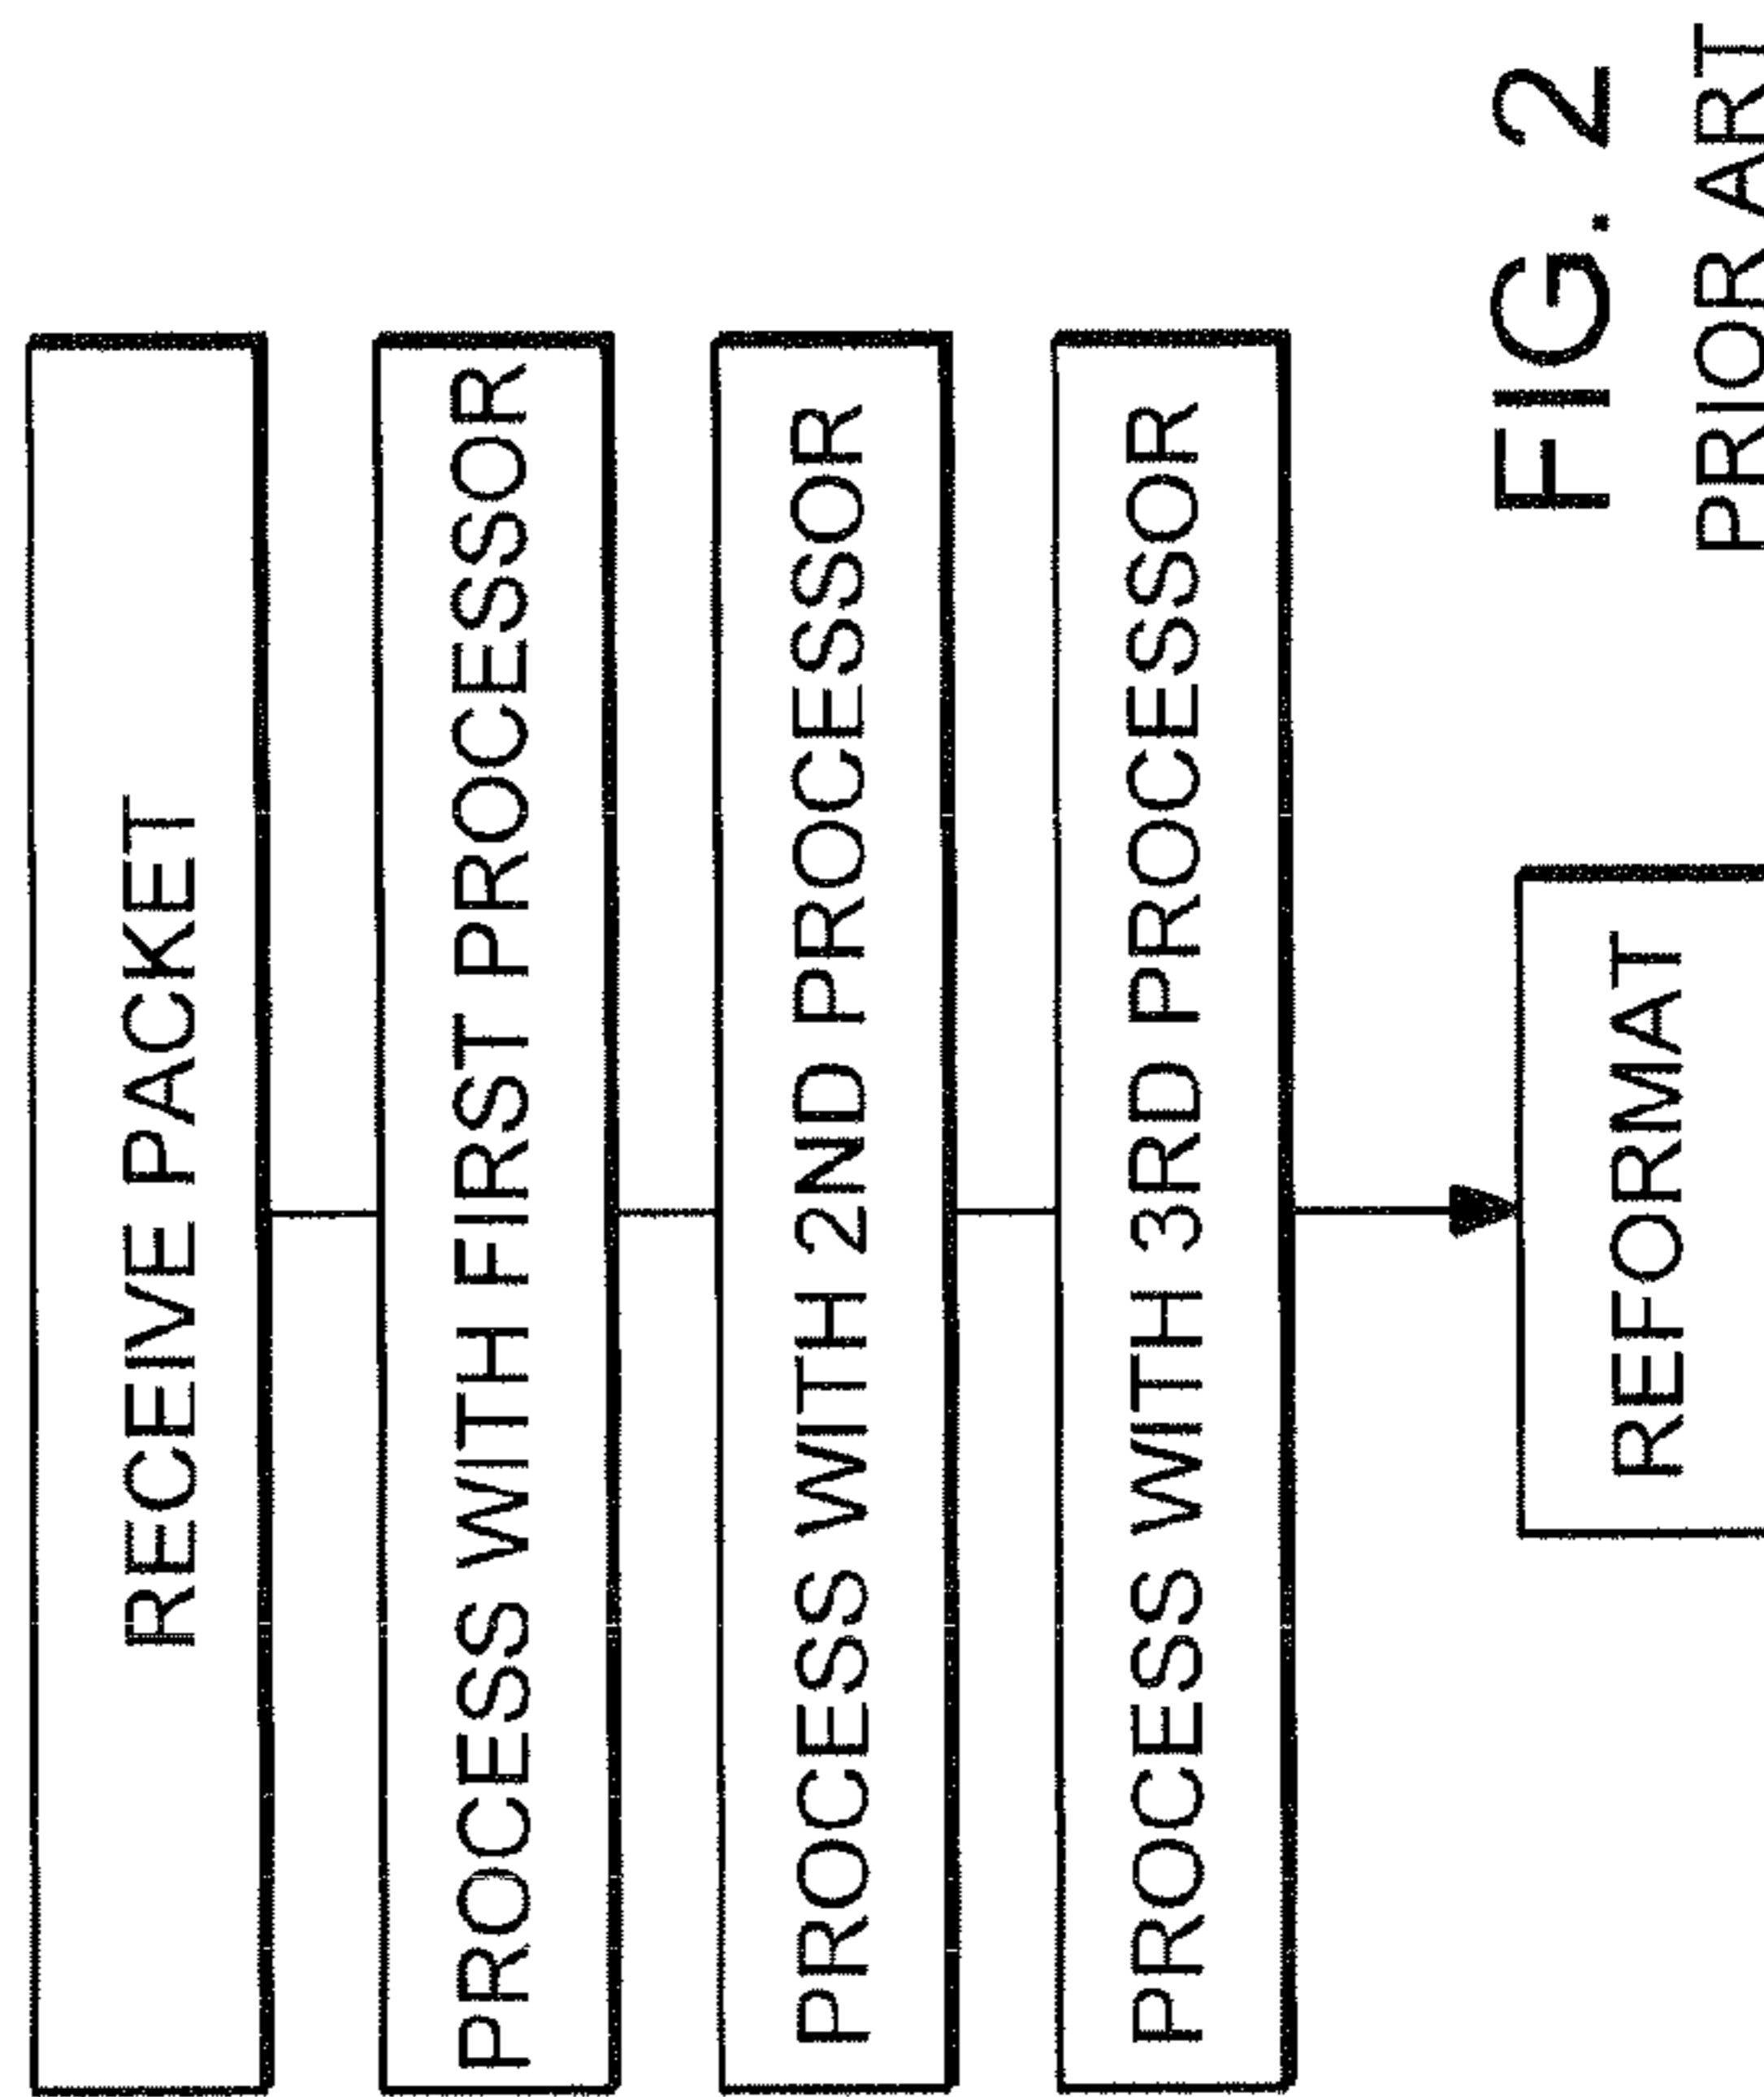 RECEIVE PACKET
PROCESS WITH FIRST PROCESSOR
PROCESS WITH 2ND PROCESSOR
PROCESS WITH 3RD PROCESSOR
REFORMAT
FIG. 2
PRIOR ART